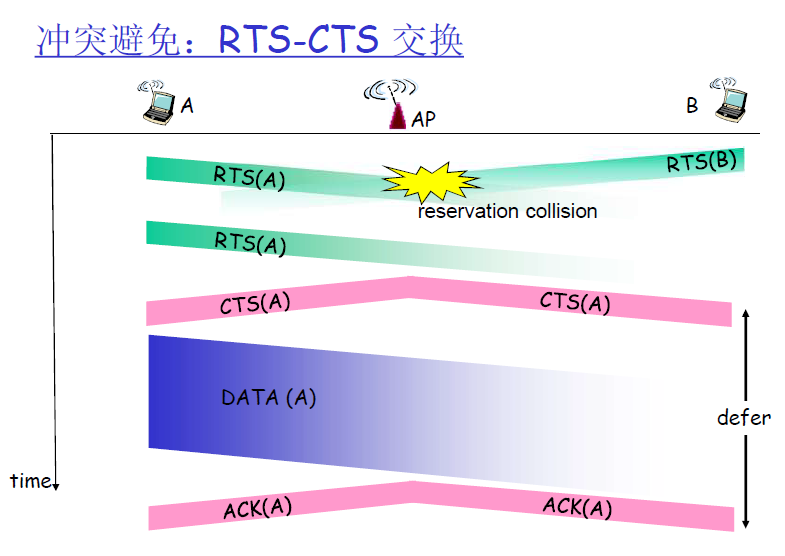 冲突避免：RTS-CTS 交换
A
AP
B
RTS(A)
RTS(B)
reservation collision
RTS(A)
CTS(A)
CTS(A)
DATA (A)
defer
time
ACK(A)
ACK(A)